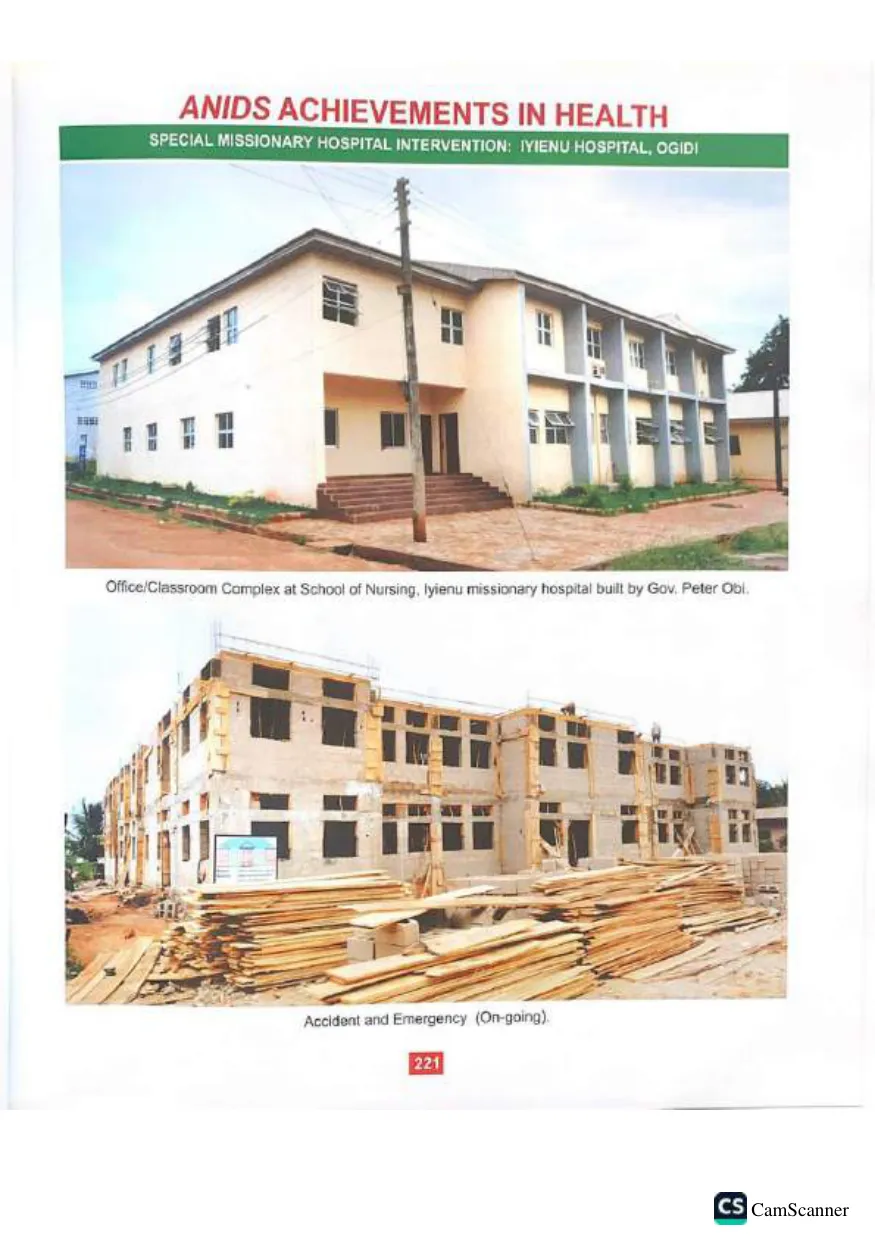 ANIDS ACHIEVEMENTS IN HEALTH
SPECIAL MISSIONARY HOSPITAL INTERVENTION: IYIENU HOSPITAL, OGIDI
Office/Classroom Complex at School of Nursing, Iyienu missionary hospital built by Gov. Peter Obi.
Accident and Emergency (On-going).
221
CS CamScanner